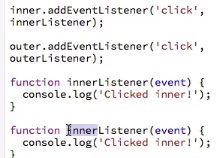 inner.addEventListener('click',
innerListener);
outer.addEventListener('click',
outerListener);
function innerListener(event) {
console.log('Clicked inner!');
}
function innerListener(event) {
console.log('Clicked inner!');
}